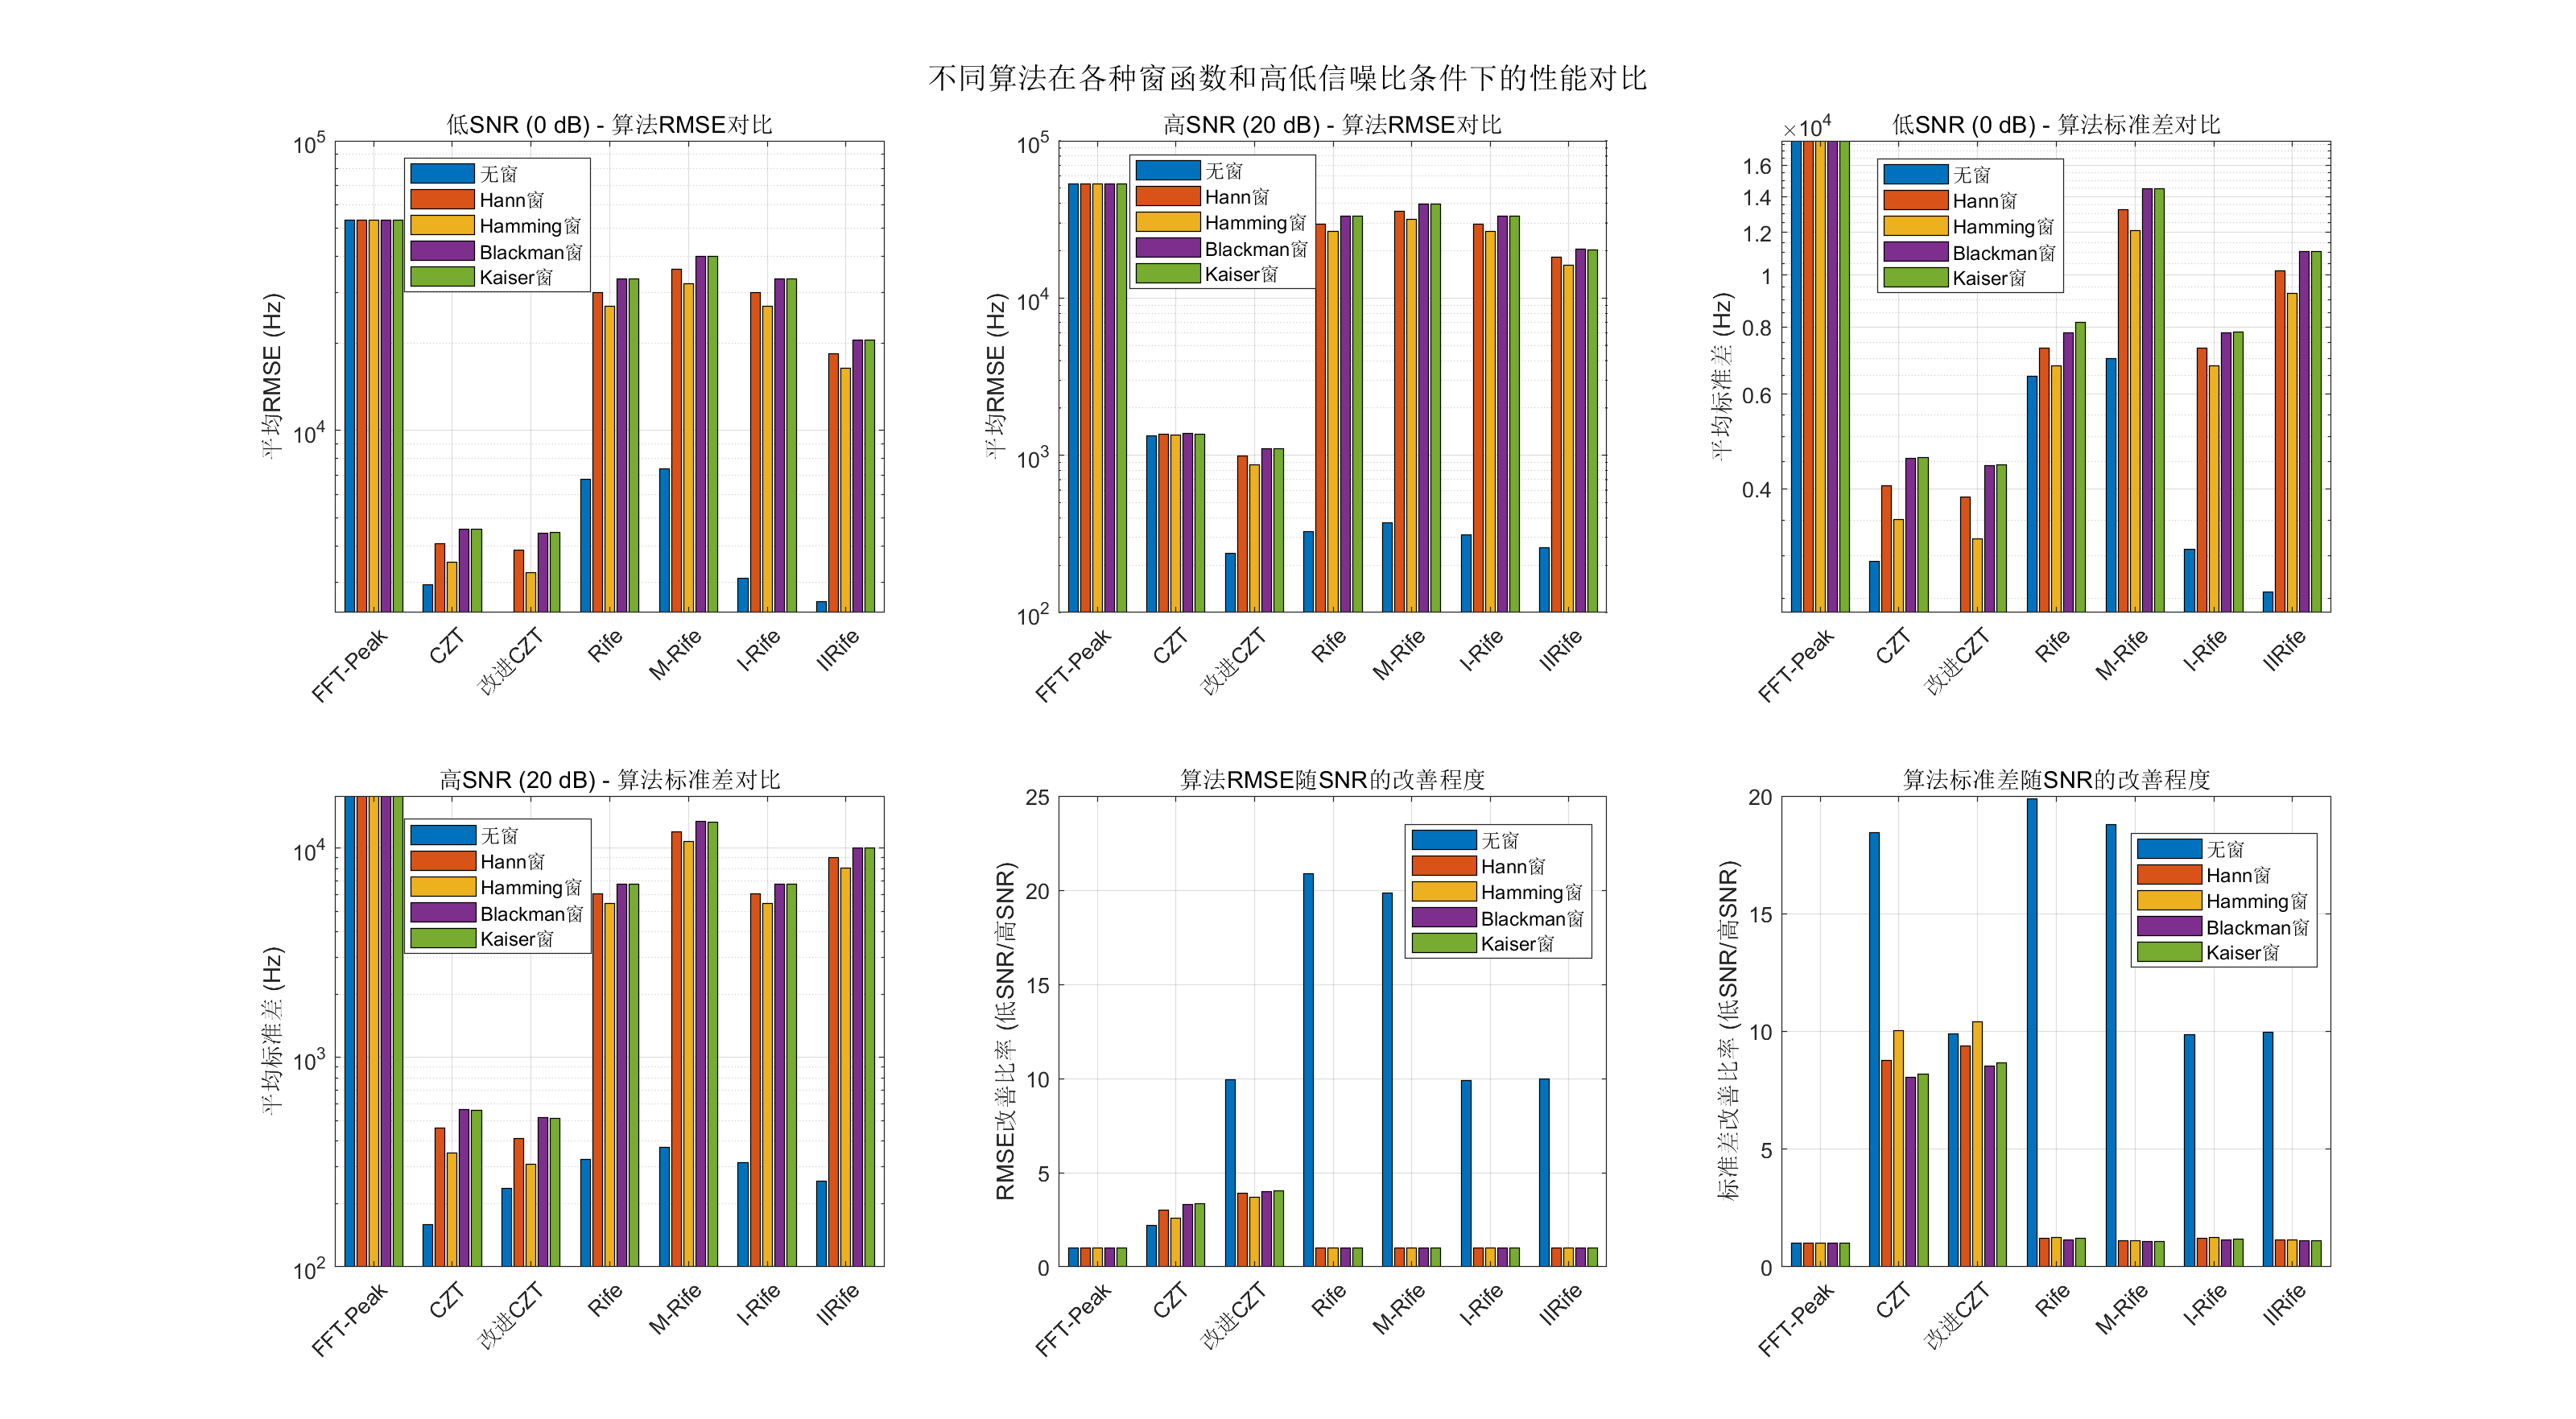 不同算法在各种窗函数和高低信噪比条件下的性能对比
低SNR (0 dB) - 算法RMSE对比
平均RMSE (Hz)
10^5
10^4
无窗
Hann窗
Hamming窗
Blackman窗
Kaiser窗
FFT-Peak
CZT
改进CZT
Rife
M-Rife
I-Rife
IIRife
高SNR (20 dB) - 算法RMSE对比
平均RMSE (Hz)
10^5
10^4
10^3
10^2
无窗
Hann窗
Hamming窗
Blackman窗
Kaiser窗
FFT-Peak
CZT
改进CZT
Rife
M-Rife
I-Rife
IIRife
低SNR (0 dB) - 算法标准差对比
×10^4
平均标准差 (Hz)
1.6
1.4
1.2
1
0.8
0.6
0.4
无窗
Hann窗
Hamming窗
Blackman窗
Kaiser窗
FFT-Peak
CZT
改进CZT
Rife
M-Rife
I-Rife
IIRife
高SNR (20 dB) - 算法标准差对比
平均标准差 (Hz)
10^4
10^3
10^2
无窗
Hann窗
Hamming窗
Blackman窗
Kaiser窗
FFT-Peak
CZT
改进CZT
Rife
M-Rife
I-Rife
IIRife
算法RMSE随SNR的改善程度
RMSE改善比率 (低SNR/高SNR)
25
20
15
10
5
0
无窗
Hann窗
Hamming窗
Blackman窗
Kaiser窗
FFT-Peak
CZT
改进CZT
Rife
M-Rife
I-Rife
IIRife
算法标准差随SNR的改善程度
标准差改善比率 (低SNR/高SNR)
20
15
10
5
0
无窗
Hann窗
Hamming窗
Blackman窗
Kaiser窗
FFT-Peak
CZT
改进CZT
Rife
M-Rife
I-Rife
IIRife